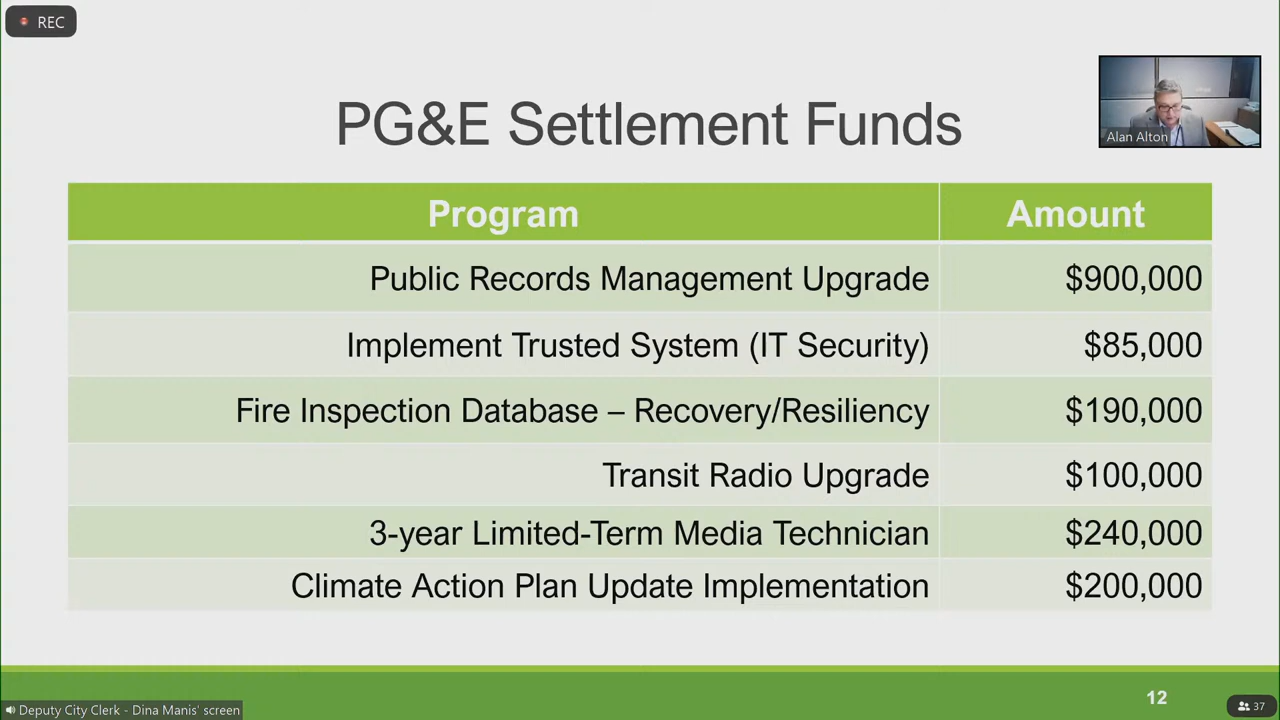 REC
PG&E Settlement Funds
Alan Alton
Program Amount
Public Records Management Upgrade $900,000
Implement Trusted System (IT Security) $85,000
Fire Inspection Database – Recovery/Resiliency $190,000
Transit Radio Upgrade $100,000
3-year Limited-Term Media Technician $240,000
Climate Action Plan Update Implementation $200,000
12
Deputy City Clerk - Dina Manis' screen
37